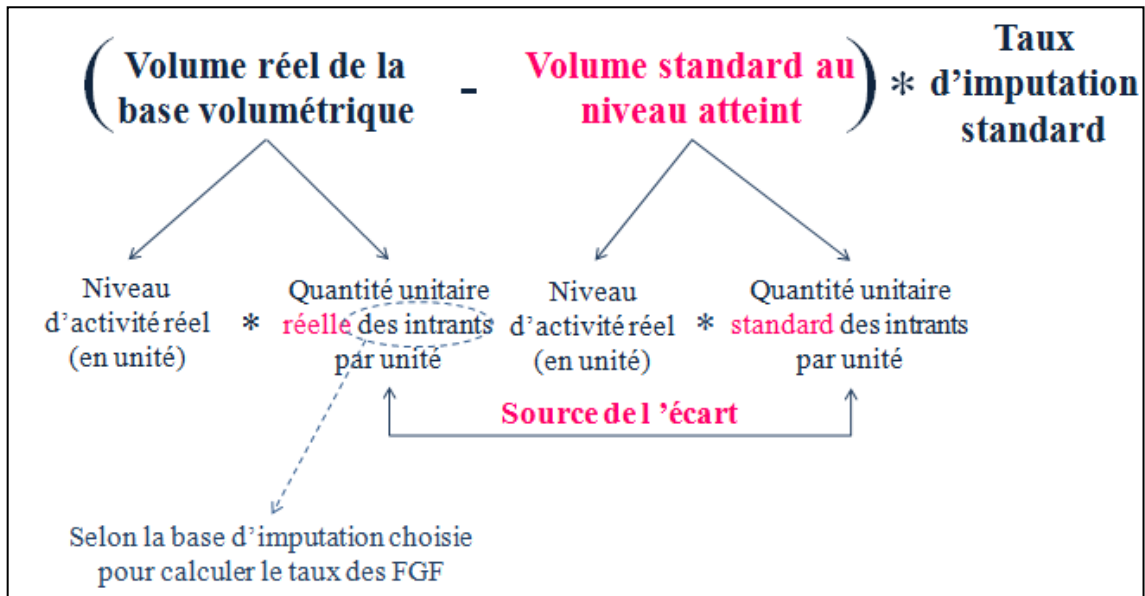 ( Volume réel de la
base volumétrique
-
Volume standard au
niveau atteint )
*
Taux
d'imputation
standard
Niveau
d'activité réel
(en unité)
*
Quantité unitaire
réelle des intrants
par unité
Niveau
d'activité réel
(en unité)
*
Quantité unitaire
standard des intrants
par unité
Source de l 'écart
Selon la base d'imputation choisie
pour calculer le taux des FGF